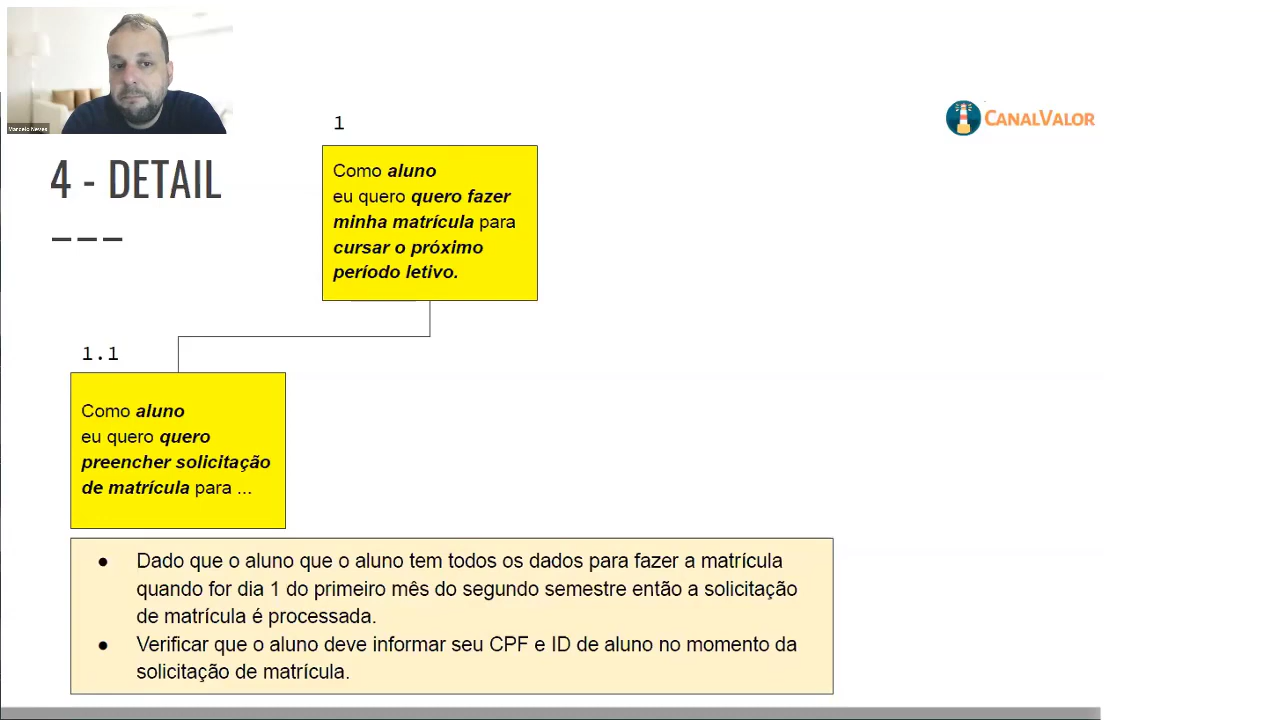 Marcelo Neves
CANALVALOR
4 - DETAIL
1
Como aluno
eu quero quero fazer
minha matrícula para
cursar o próximo
período letivo.
1.1
Como aluno
eu quero quero
preencher solicitação
de matrícula para ...
● Dado que o aluno que o aluno tem todos os dados para fazer a matrícula
quando for dia 1 do primeiro mês do segundo semestre então a solicitação
de matrícula é processada.
● Verificar que o aluno deve informar seu CPF e ID de aluno no momento da
solicitação de matrícula.